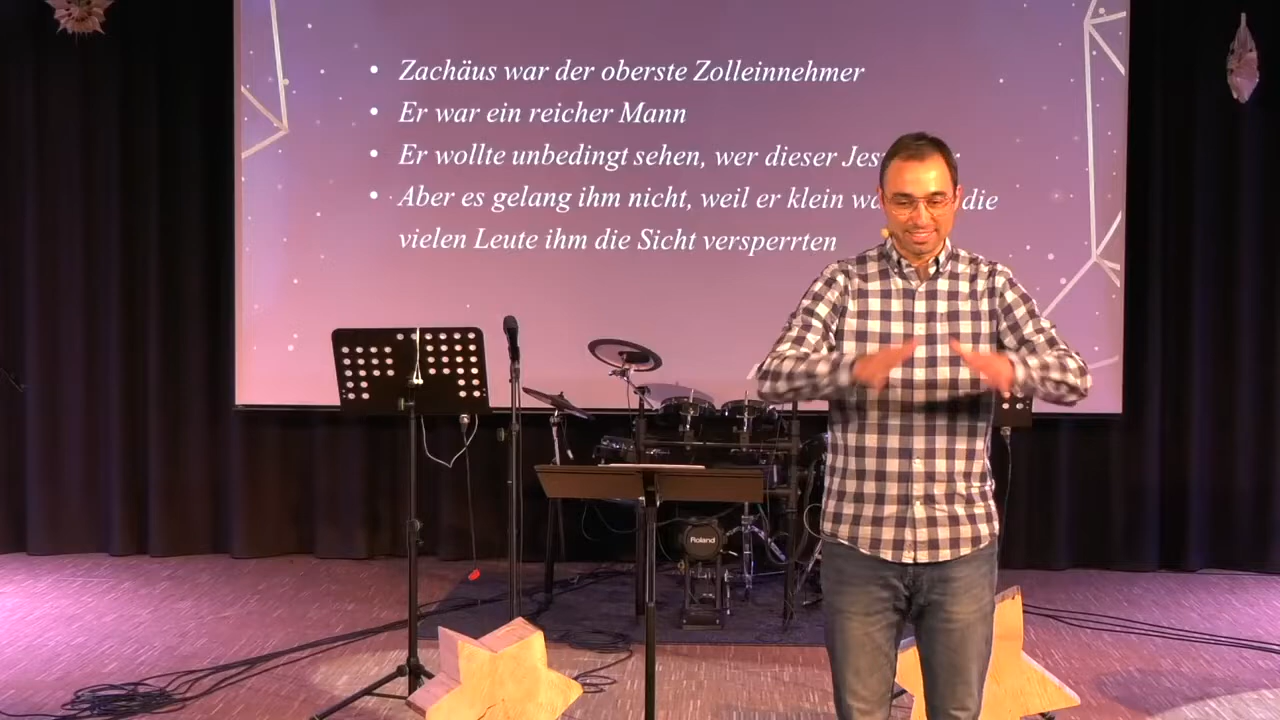 • Zachäus war der oberste Zolleinnehmer
• Er war ein reicher Mann
• Er wollte unbedingt sehen, wer dieser
• Aber es gelang ihm nicht, weil er klein die
vielen Leute ihm die Sicht versperrten
Roland